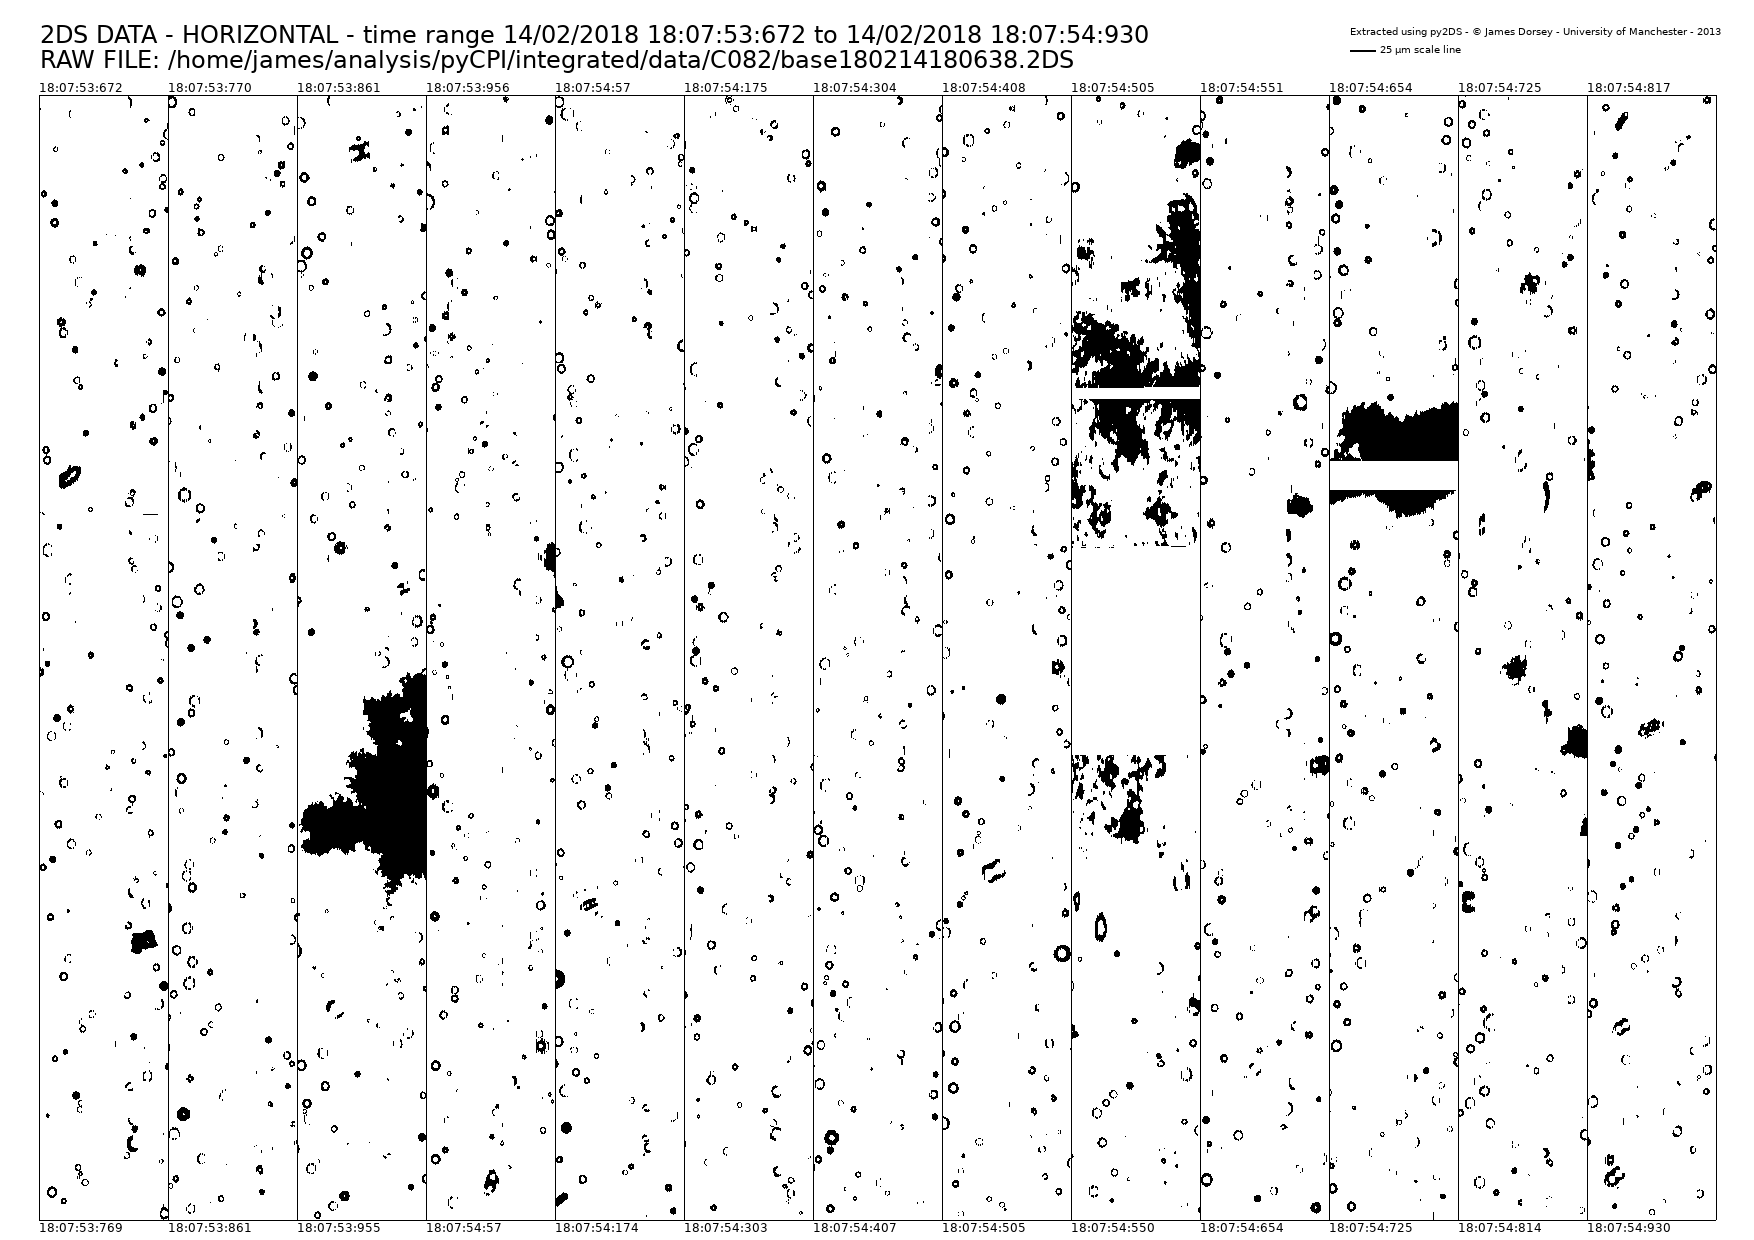 2DS DATA - HORIZONTAL - time range 14/02/2018 18:07:53:672 to 14/02/2018 18:07:54:930
RAW FILE: /home/james/analysis/pyCPI/integrated/data/C082/base180214180638.2DS
Extracted using py2DS - © James Dorsey - University of Manchester - 2013
25 µm scale line
18:07:53:672 18:07:53:770 18:07:53:861 18:07:53:956 18:07:54:57 18:07:54:175 18:07:54:304 18:07:54:408 18:07:54:505 18:07:54:551 18:07:54:654 18:07:54:725 18:07:54:817
18:07:53:769 18:07:53:861 18:07:53:955 18:07:54:57 18:07:54:174 18:07:54:303 18:07:54:407 18:07:54:505 18:07:54:550 18:07:54:654 18:07:54:725 18:07:54:814 18:07:54:930